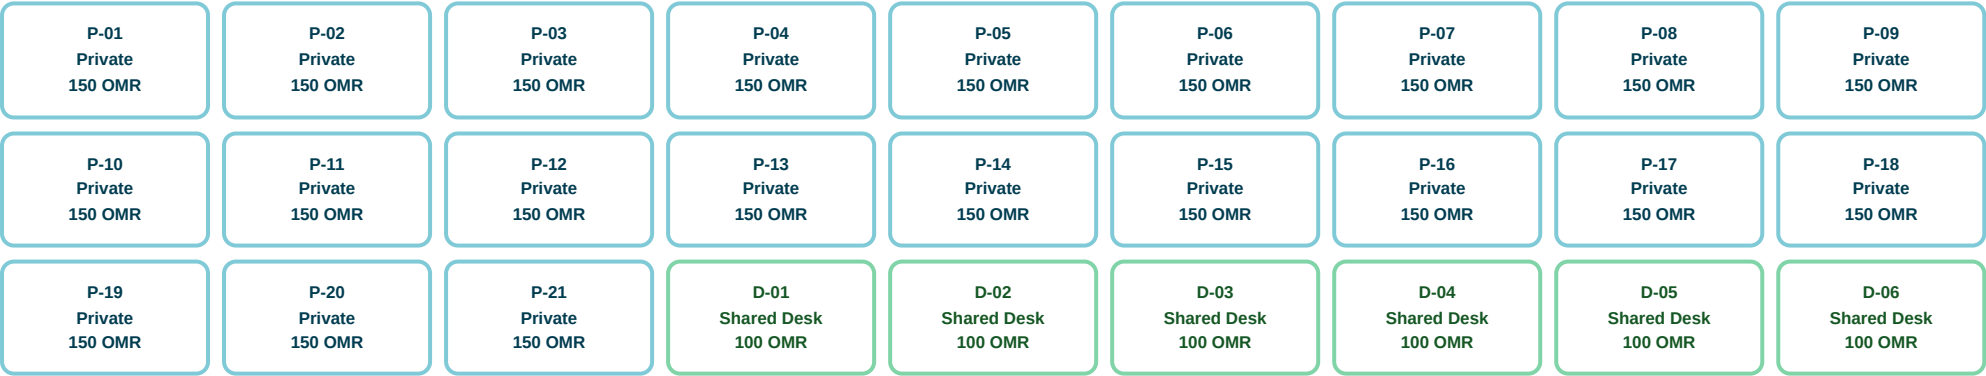 P-01
Private
150 OMR
P-02
Private
150 OMR
P-03
Private
150 OMR
P-04
Private
150 OMR
P-05
Private
150 OMR
P-06
Private
150 OMR
P-07
Private
150 OMR
P-08
Private
150 OMR
P-09
Private
150 OMR
P-10
Private
150 OMR
P-11
Private
150 OMR
P-12
Private
150 OMR
P-13
Private
150 OMR
P-14
Private
150 OMR
P-15
Private
150 OMR
P-16
Private
150 OMR
P-17
Private
150 OMR
P-18
Private
150 OMR
P-19
Private
150 OMR
P-20
Private
150 OMR
P-21
Private
150 OMR
D-01
Shared Desk
100 OMR
D-02
Shared Desk
100 OMR
D-03
Shared Desk
100 OMR
D-04
Shared Desk
100 OMR
D-05
Shared Desk
100 OMR
D-06
Shared Desk
100 OMR